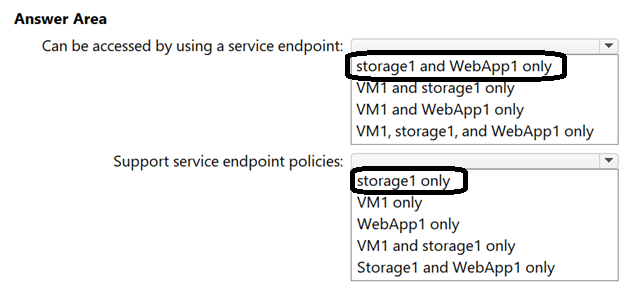 Answer Area
Can be accessed by using a service endpoint:
storage1 and WebApp1 only
VM1 and storage1 only
VM1 and WebApp1 only
VM1, storage1, and WebApp1 only
Support service endpoint policies:
storage1 only
VM1 only
WebApp1 only
VM1 and storage1 only
Storage1 and WebApp1 only